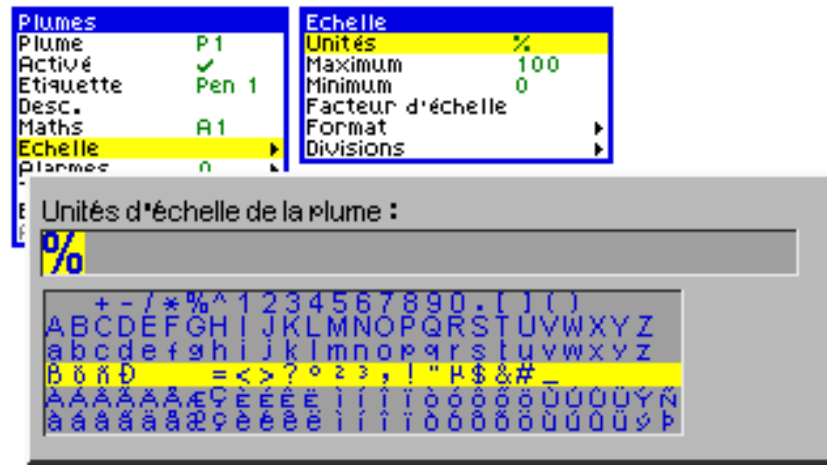 Plumes
Plume P1
Activé ✓
Etiquette Pen 1
Desc.
Maths A1
Echelle
Alarmes 0
Echelle
Unités %
Maximum 100
Minimum 0
Facteur d'échelle
Format
Divisions
Unités d'échelle de la plume :
%
+ - / * % ^ 1 2 3 4 5 6 7 8 9 0 . [ ] ( )
A B C D E F G H I J K L M N O P Q R S T U V W X Y Z
a b c d e f g h i j k l m n o p q r s t u v w x y z
= < > ? º ² ³ , ! " µ $ & # _